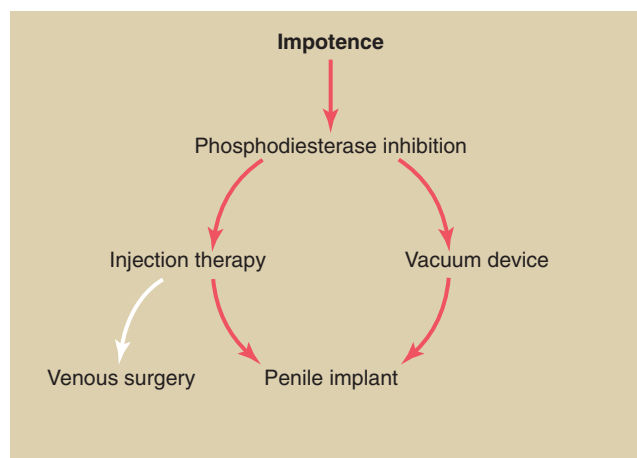 Impotence
Phosphodiesterase inhibition
Injection therapy
Vacuum device
Venous surgery
Penile implant